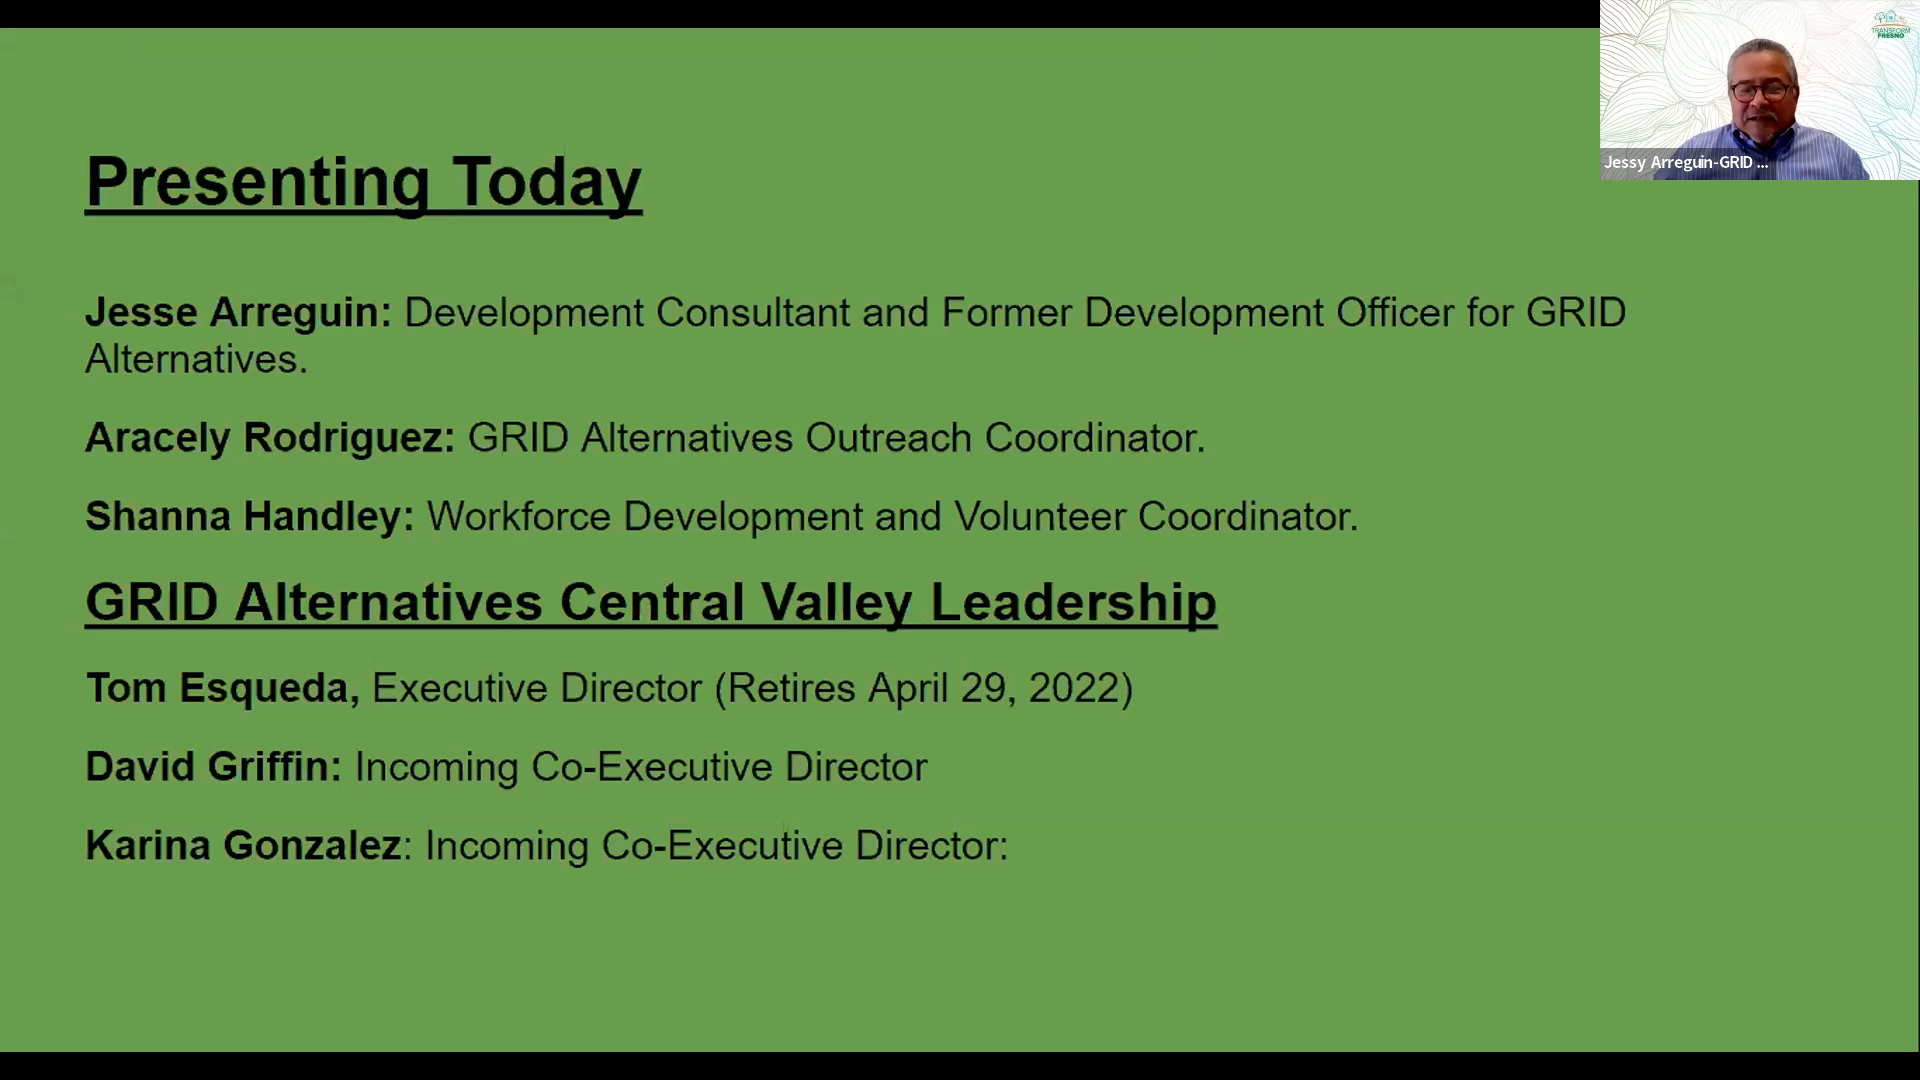 TRANSFORM
FRESNO
Jessy Arreguin-GRID ...
Presenting Today
Jesse Arreguin: Development Consultant and Former Development Officer for GRID
Alternatives.
Aracely Rodriguez: GRID Alternatives Outreach Coordinator.
Shanna Handley: Workforce Development and Volunteer Coordinator.
GRID Alternatives Central Valley Leadership
Tom Esqueda, Executive Director (Retires April 29, 2022)
David Griffin: Incoming Co-Executive Director
Karina Gonzalez: Incoming Co-Executive Director: